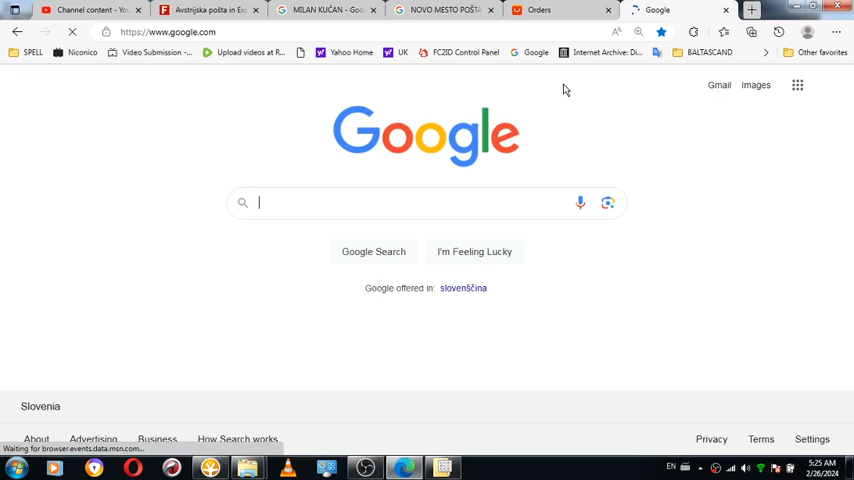 Channel content - Yo
Avstrijska pošta in Ex
MILAN KUČAN - Goo
NOVO MESTO POŠTA
Orders
Google
https://www.google.com
SPELL
Niconico
Video Submission -...
Upload videos at R...
Yahoo Home
UK
FC2ID Control Panel
Google
Internet Archive: Di...
BALTASCAND
Other favorites
Gmail
Images
Google
Google Search
I'm Feeling Lucky
Google offered in: slovenščina
Slovenia
About
Advertising
Business
How Search works
Privacy
Terms
Settings
Waiting for browser.events.data.msn.com...
EN
5:25 AM
2/26/2024